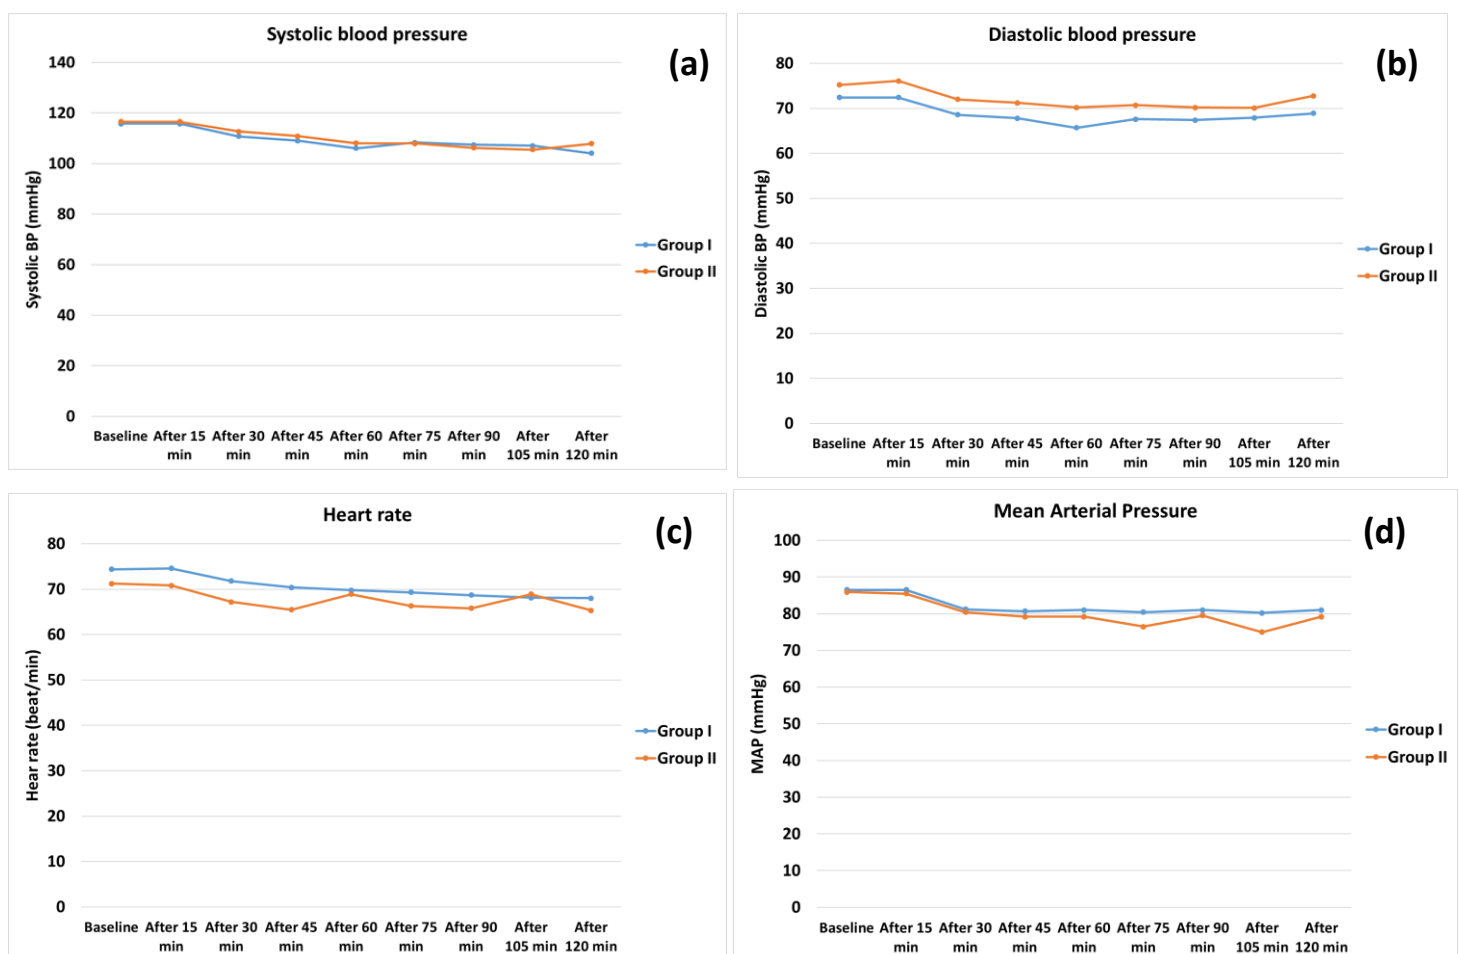 Systolic blood pressure
(a)
140
120
100
80
60
40
20
0
Systolic BP (mmHg)
Baseline After 15 After 30 After 45 After 60 After 75 After 90 After After
min min min min min min 105 min 120 min
Group I
Group II
Diastolic blood pressure
(b)
80
70
60
50
40
30
20
10
0
Diastolic BP (mmHg)
Baseline After 15 After 30 After 45 After 60 After 75 After 90 After After
min min min min min min 105 min 120 min
Group I
Group II
Heart rate
(c)
80
70
60
50
40
30
20
10
0
Hear rate (beat/min)
Baseline After 15 After 30 After 45 After 60 After 75 After 90 After After
min min min min min min 105 min 120 min
Group I
Group II
Mean Arterial Pressure
(d)
100
90
80
70
60
50
40
30
20
10
0
MAP (mmHg)
Baseline After 15 After 30 After 45 After 60 After 75 After 90 After After
min min min min min min 105 min 120 min
Group I
Group II